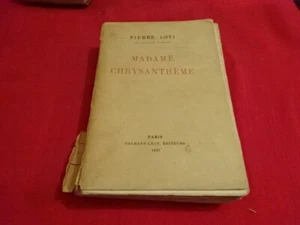 PIERRE LOTI
MADAME
CHRYSANTHÈME
PARIS
CALMANN-LÉVY, ÉDITEURS